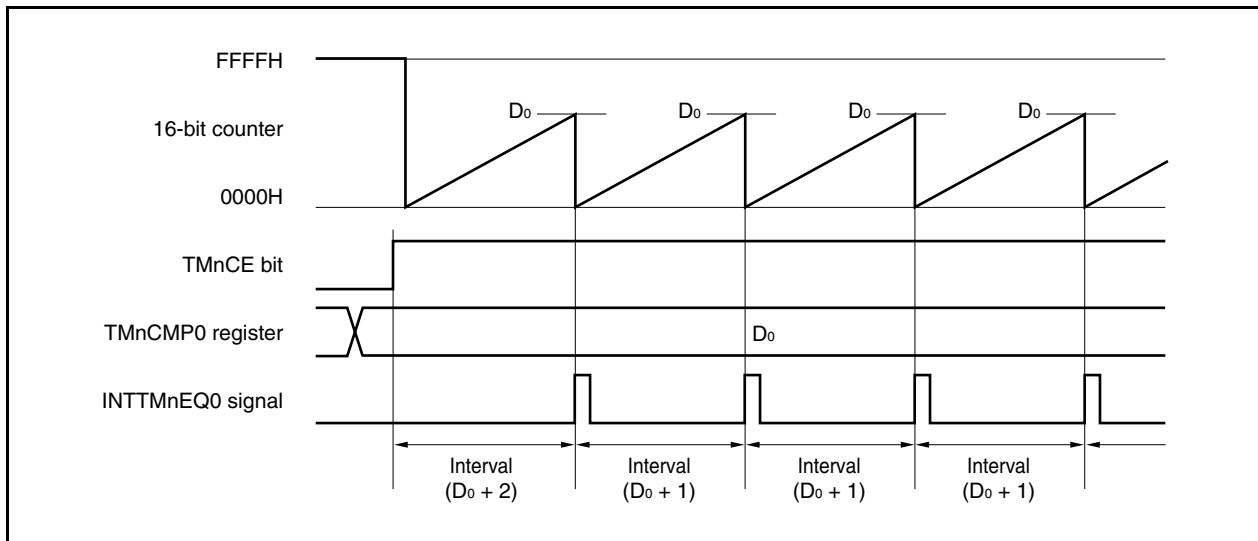 FFFFH
16-bit counter
0000H
D0
D0
D0
D0
TMnCE bit
TMnCMP0 register
D0
INTTMnEQ0 signal
Interval
(D0 + 2)
Interval
(D0 + 1)
Interval
(D0 + 1)
Interval
(D0 + 1)